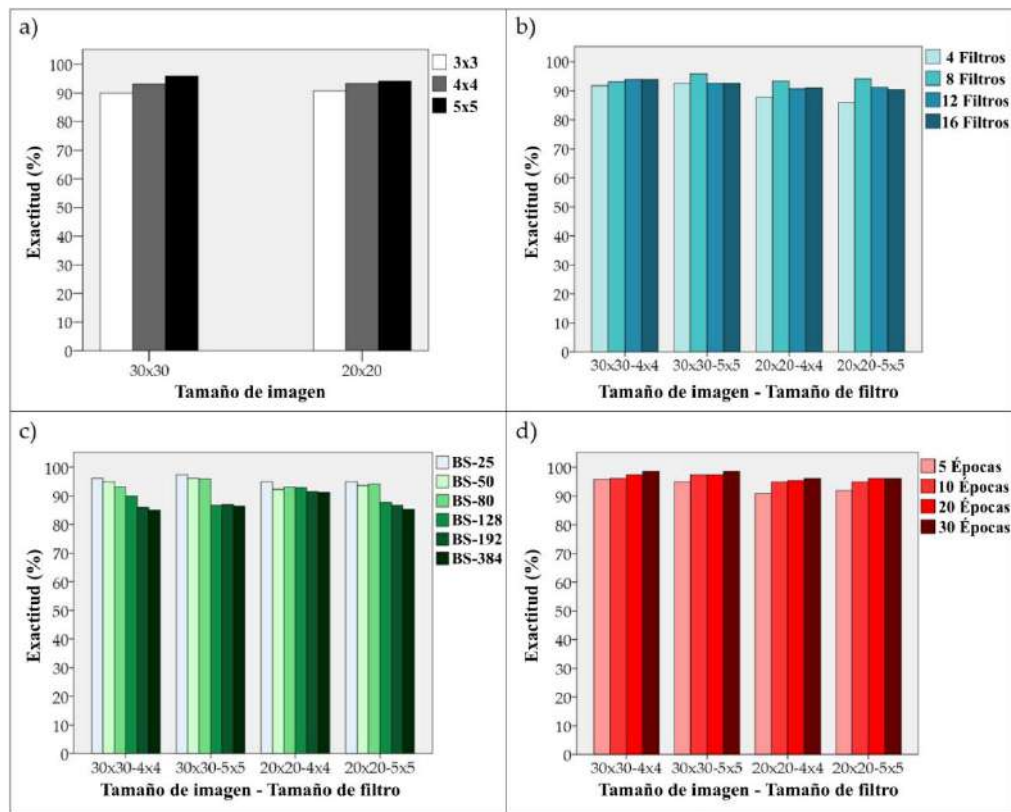 a)
Exactitud (%)
100
90
80
70
60
50
40
30
20
10
0
30x30
20x20
Tamaño de imagen
3x3
4x4
5x5
b)
Exactitud (%)
100
90
80
70
60
50
40
30
20
10
0
30x30-4x4
30x30-5x5
20x20-4x4
20x20-5x5
Tamaño de imagen - Tamaño de filtro
4 Filtros
8 Filtros
12 Filtros
16 Filtros
c)
Exactitud (%)
100
90
80
70
60
50
40
30
20
10
0
30x30-4x4
30x30-5x5
20x20-4x4
20x20-5x5
Tamaño de imagen - Tamaño de filtro
BS-25
BS-50
BS-80
BS-128
BS-192
BS-384
d)
Exactitud (%)
100
90
80
70
60
50
40
30
20
10
0
30x30-4x4
30x30-5x5
20x20-4x4
20x20-5x5
Tamaño de imagen - Tamaño de filtro
5 Épocas
10 Épocas
20 Épocas
30 Épocas